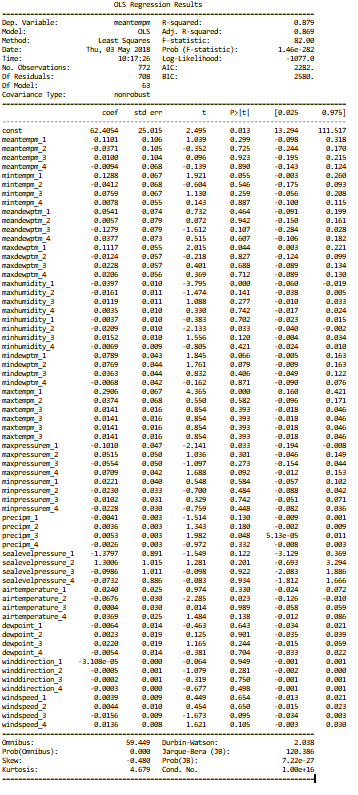 OLS Regression Results
Dep. Variable: meantempm R-squared: 0.879
Model: OLS Adj. R-squared: 0.869
Method: Least Squares F-statistic: 82.00
Date: Thu, 03 May 2018 Prob (F-statistic): 1.46e-282
Time: 10:17:26 Log-Likelihood: -1077.0
No. Observations: 772 AIC: 2282.
Df Residuals: 708 BIC: 2580.
Df Model: 63
Covariance Type: nonrobust
coef std err t P>|t| [0.025 0.975]
const 62.4054 25.015 2.495 0.013 13.294 111.517
meantempm_1 0.1101 0.106 1.039 0.299 -0.098 0.318
meantempm_2 -0.0371 0.105 -0.352 0.725 -0.244 0.170
meantempm_3 0.0100 0.104 0.096 0.923 -0.195 0.215
meantempm_4 -0.0094 0.068 -0.139 0.890 -0.143 0.124
mintempm_1 0.1288 0.067 1.921 0.055 -0.003 0.260
mintempm_2 -0.0412 0.068 -0.604 0.546 -0.175 0.093
mintempm_3 0.0759 0.067 1.130 0.259 -0.056 0.208
mintempm_4 0.0078 0.055 0.143 0.887 -0.100 0.115
meandewptm_1 0.0541 0.074 0.732 0.464 -0.091 0.199
meandewptm_2 0.0057 0.079 0.072 0.942 -0.150 0.161
meandewptm_3 -0.1279 0.079 -1.612 0.107 -0.284 0.028
meandewptm_4 0.0377 0.073 0.515 0.607 -0.106 0.182
maxdewptm_1 0.1117 0.055 2.015 0.044 0.003 0.221
maxdewptm_2 -0.0124 0.057 -0.218 0.827 -0.124 0.099
maxdewptm_3 0.0228 0.057 0.401 0.688 -0.089 0.134
maxdewptm_4 0.0206 0.056 0.369 0.712 -0.089 0.130
maxhumidity_1 -0.0397 0.010 -3.795 0.000 -0.060 -0.019
maxhumidity_2 0.0161 0.011 1.474 0.141 -0.005 0.038
maxhumidity_3 0.0119 0.011 1.088 0.277 -0.010 0.033
maxhumidity_4 0.0035 0.010 0.330 0.742 -0.017 0.024
minhumidity_1 -0.0037 0.010 -0.383 0.702 -0.023 0.015
minhumidity_2 -0.0209 0.010 -2.133 0.033 -0.040 -0.002
minhumidity_3 0.0152 0.010 1.556 0.120 -0.004 0.034
minhumidity_4 -0.0069 0.009 -0.805 0.421 -0.024 0.010
mindewptm_1 0.0789 0.043 1.845 0.066 -0.005 0.163
mindewptm_2 0.0769 0.044 1.761 0.079 -0.009 0.163
mindewptm_3 0.0363 0.044 0.832 0.406 -0.049 0.122
mindewptm_4 -0.0068 0.042 -0.162 0.871 -0.090 0.076
maxtempm_1 0.2906 0.067 4.365 0.000 0.160 0.421
maxtempm_2 0.0374 0.068 0.550 0.582 -0.096 0.171
maxtempm_3 0.0141 0.016 0.854 0.393 -0.018 0.046
maxtempm_3 0.0141 0.016 0.854 0.393 -0.018 0.046
maxtempm_3 0.0141 0.016 0.854 0.393 -0.018 0.046
maxtempm_3 0.0141 0.016 0.854 0.393 -0.018 0.046
maxpressurem_1 -0.1010 0.047 -2.141 0.033 -0.194 -0.008
maxpressurem_2 0.0515 0.050 1.036 0.301 -0.046 0.149
maxpressurem_3 -0.0554 0.050 -1.097 0.273 -0.154 0.044
maxpressurem_4 0.0709 0.042 1.688 0.092 -0.012 0.153
minpressurem_1 0.0221 0.040 0.548 0.584 -0.057 0.102
minpressurem_2 -0.0230 0.033 -0.700 0.484 -0.088 0.042
minpressurem_3 0.0102 0.031 0.329 0.742 -0.051 0.071
minpressurem_4 -0.0228 0.030 -0.759 0.448 -0.082 0.036
precipm_1 -0.0041 0.003 -1.514 0.130 -0.009 0.001
precipm_2 0.0036 0.003 1.343 0.180 -0.002 0.009
precipm_3 0.0053 0.003 1.982 0.048 5.13e-05 0.011
precipm_4 -0.0026 0.003 -0.972 0.332 -0.008 0.003
sealevelpressure_1 -1.3797 0.891 -1.549 0.122 -3.129 0.369
sealevelpressure_2 1.3006 1.015 1.281 0.201 -0.693 3.294
sealevelpressure_3 -0.0986 1.011 -0.098 0.922 -2.083 1.886
sealevelpressure_4 -0.0732 0.886 -0.083 0.934 -1.812 1.666
airtemperature_1 0.0240 0.025 0.974 0.330 -0.024 0.072
airtemperature_2 -0.0676 0.030 -2.285 0.023 -0.126 -0.010
airtemperature_3 0.0004 0.030 0.014 0.989 -0.058 0.059
airtemperature_4 0.0369 0.025 1.484 0.138 -0.012 0.086
dewpoint_1 -0.0064 0.014 -0.463 0.643 -0.034 0.021
dewpoint_2 0.0023 0.019 0.125 0.901 -0.035 0.039
dewpoint_3 0.0220 0.019 1.165 0.244 -0.015 0.059
dewpoint_4 -0.0054 0.014 -0.381 0.704 -0.033 0.022
winddirection_1 -3.108e-05 0.000 -0.064 0.949 -0.001 0.001
winddirection_2 -0.0005 0.001 -1.079 0.281 -0.002 0.000
winddirection_3 -0.0002 0.001 -0.319 0.750 -0.001 0.001
winddirection_4 -0.0003 0.000 -0.677 0.498 -0.001 0.001
windspeed_1 0.0039 0.009 0.449 0.654 -0.013 0.021
windspeed_2 0.0044 0.010 0.454 0.650 -0.015 0.023
windspeed_3 -0.0156 0.009 -1.673 0.095 -0.034 0.003
windspeed_4 0.0136 0.008 1.621 0.105 -0.003 0.030
Omnibus: 59.449 Durbin-Watson: 2.038
Prob(Omnibus): 0.000 Jarque-Bera (JB): 120.386
Skew: -0.480 Prob(JB): 7.22e-27
Kurtosis: 4.679 Cond. No. 1.00e+16